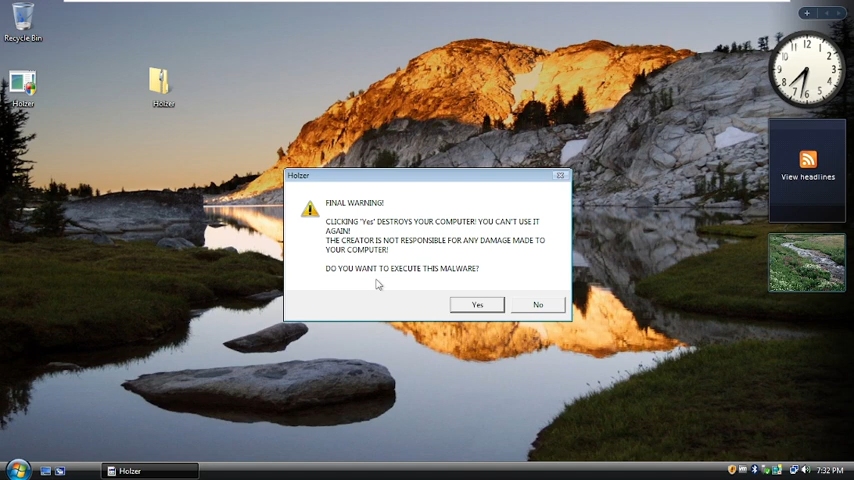 Recycle Bin
Holzer
Holzer
View headlines
Holzer
FINAL WARNING!
CLICKING 'Yes' DESTROYS YOUR COMPUTER! YOU CAN'T USE IT
AGAIN!
THE CREATOR IS NOT RESPONSIBLE FOR ANY DAMAGE MADE TO
YOUR COMPUTER!
DO YOU WANT TO EXECUTE THIS MALWARE?
Yes
No
Holzer
7:32 PM